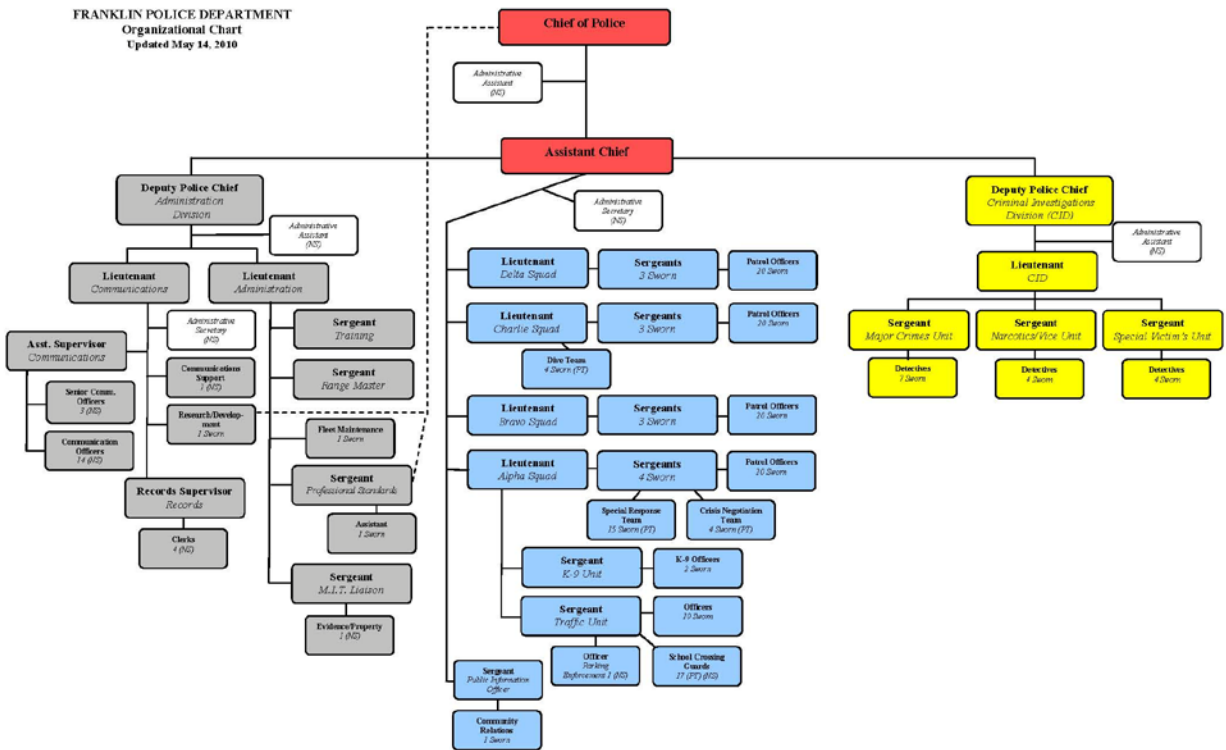 FRANKLIN POLICE DEPARTMENT
Organizational Chart
Updated May 14, 2010
Chief of Police
Administrative
Assistant
(NS)
Assistant Chief
Administrative
Secretary
(NS)
Deputy Police Chief
Administration
Division
Administrative
Assistant
(NS)
Lieutenant
Communications
Lieutenant
Administration
Administrative
Secretary
(NS)
Asst. Supervisor
Communications
Communications
Support
1 (NS)
Senior Comm.
Officers
3 (NS)
Research/Develop-
ment
1 Sworn
Communication
Officers
14 (NS)
Records Supervisor
Records
Clerks
4 (NS)
Sergeant
Training
Sergeant
Range Master
Fleet Maintenance
1 Sworn
Sergeant
Professional Standards
Assistant
1 Sworn
Sergeant
M.I.T. Liaison
Evidence/Property
1 (NS)
Lieutenant
Delta Squad
Sergeants
3 Sworn
Patrol Officers
20 Sworn
Lieutenant
Charlie Squad
Sergeants
3 Sworn
Patrol Officers
20 Sworn
Dive Team
4 Sworn (PT)
Lieutenant
Bravo Squad
Sergeants
3 Sworn
Patrol Officers
20 Sworn
Lieutenant
Alpha Squad
Sergeants
4 Sworn
Patrol Officers
20 Sworn
Special Response
Team
15 Sworn (PT)
Crisis Negotiation
Team
4 Sworn (PT)
Sergeant
K-9 Unit
K-9 Officers
2 Sworn
Sergeant
Traffic Unit
Officers
10 Sworn
Officer
Parking
Enforcement 1 (NS)
School Crossing
Guards
17 (PT) (NS)
Sergeant
Public Information
Officer
Community
Relations
1 Sworn
Deputy Police Chief
Criminal Investigations
Division (CID)
Administrative
Assistant
(NS)
Lieutenant
CID
Sergeant
Major Crimes Unit
Sergeant
Narcotics/Vice Unit
Sergeant
Special Victim's Unit
Detectives
7 Sworn
Detectives
4 Sworn
Detectives
4 Sworn